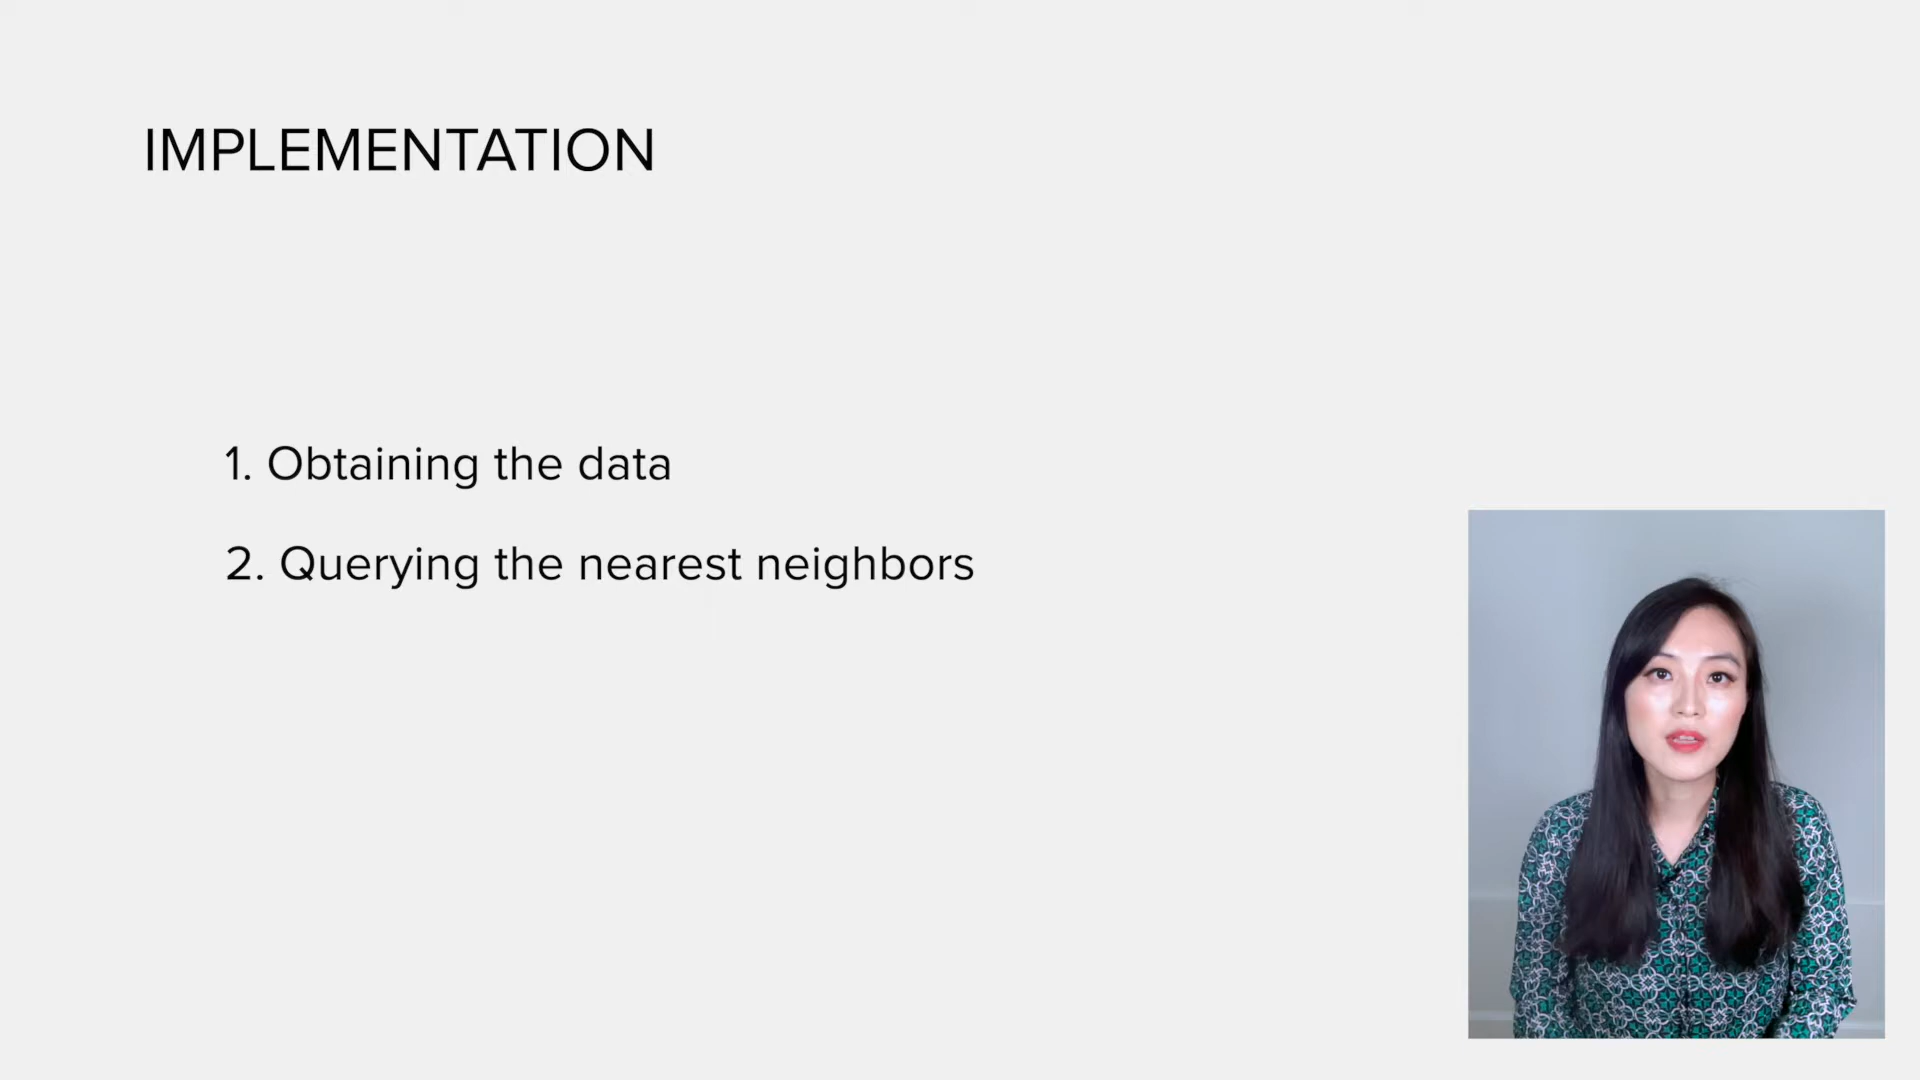 IMPLEMENTATION
1. Obtaining the data
2. Querying the nearest neighbors